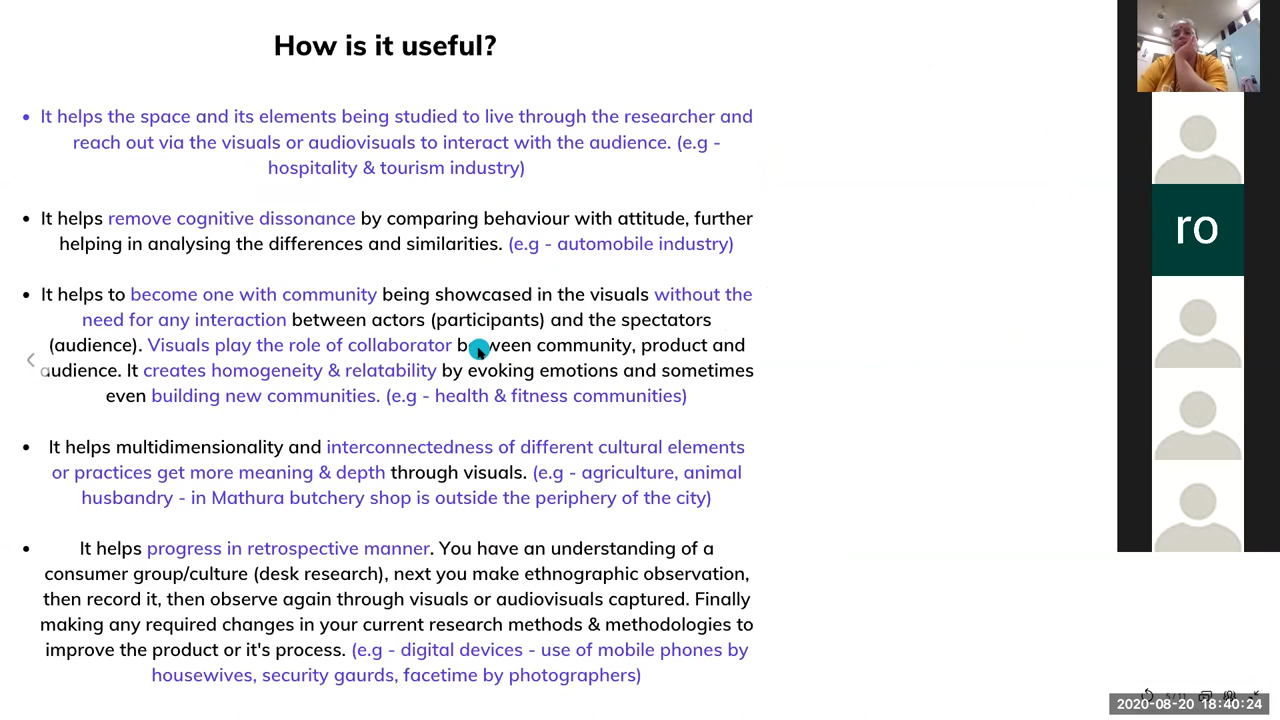 How is it useful?
• It helps the space and its elements being studied to live through the researcher and
reach out via the visuals or audiovisuals to interact with the audience. (e.g -
hospitality & tourism industry)
• It helps remove cognitive dissonance by comparing behaviour with attitude, further
helping in analysing the differences and similarities. (e.g - automobile industry)
• It helps to become one with community being showcased in the visuals without the
need for any interaction between actors (participants) and the spectators
(audience). Visuals play the role of collaborator between community, product and
audience. It creates homogeneity & relatability by evoking emotions and sometimes
even building new communities. (e.g - health & fitness communities)
• It helps multidimensionality and interconnectedness of different cultural elements
or practices get more meaning & depth through visuals. (e.g - agriculture, animal
husbandry - in Mathura butchery shop is outside the periphery of the city)
• It helps progress in retrospective manner. You have an understanding of a
consumer group/culture (desk research), next you make ethnographic observation,
then record it, then observe again through visuals or audiovisuals captured. Finally
making any required changes in your current research methods & methodologies to
improve the product or it's process. (e.g - digital devices - use of mobile phones by
housewives, security gaurds, facetime by photographers)
ro
2020-08-20 18:40:24